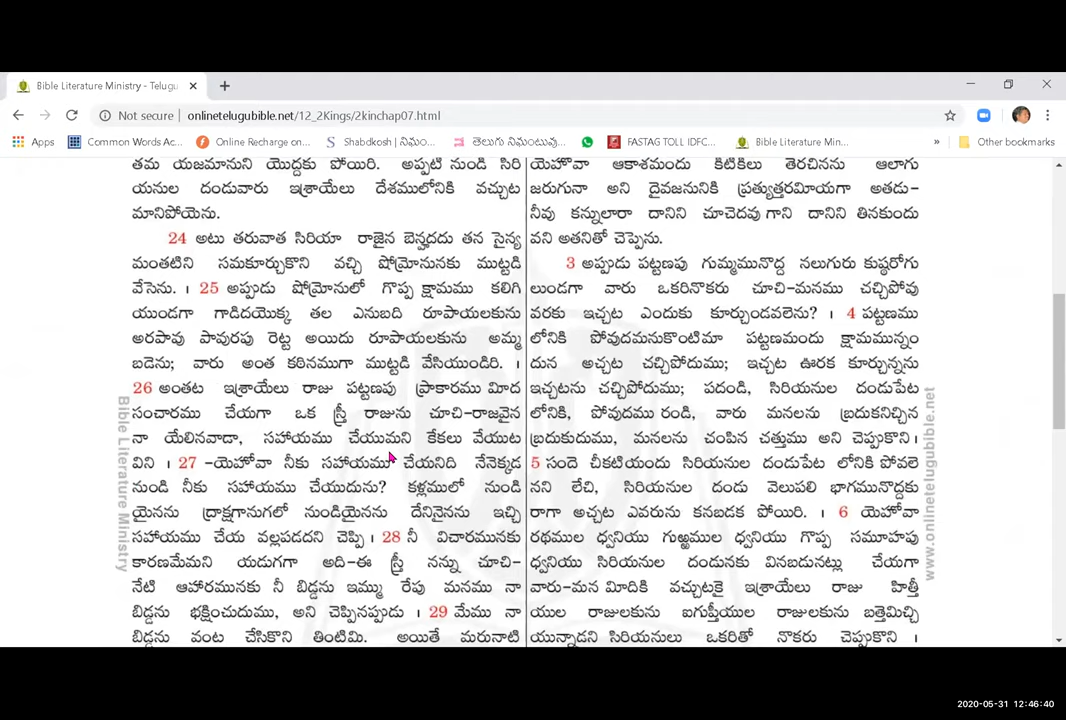 Bible Literature Ministry - Telugu
Not secure
onlinetelugubible.net/12_2Kings/2kinchap07.html
Apps
Common Words Ac...
Online Recharge on...
Shabdkosh | నిఘం...
తెలుగు నిఘంటువు...
FASTAG TOLL IDFC...
Bible Literature Min...
»
Other bookmarks
తమ యజమానుని యొద్దకు పోయిరి. అప్పటి నుండి సిరి
యనుల దండువారు ఇశ్రాయేలు దేశములోనికి వచ్చుట
మానిపోయెను.
24 అటు తరువాత సిరియా రాజైన బెన్హదదు తన సైన్య
మంతటిని సమకూర్చుకొని వచ్చి షోమ్రోనునకు ముట్టడి
వేసెను. । 25 అప్పుడు షోమ్రోనులో గొప్ప క్షామము కలిగి
యుండగా గాడిదయొక్క తల ఎనుబది రూపాయలకును
అరపావు పావురపు రెట్ట అయిదు రూపాయలకును అమ్మ
బడెను; వారు అంత కఠినముగా ముట్టడి వేసియుండిరి. ।
26 అంతట ఇశ్రాయేలు రాజు పట్టణపు ప్రాకారము మీద
సంచారము చేయగా ఒక స్త్రీ రాజును చూచి-రాజవైన
నా యేలినవాడా, సహాయము చేయుమని కేకలు వేయుట
విని । 27 -యెహోవా నీకు సహాయము చేయనిది నేనెక్కడ
నుండి నీకు సహాయము చేయుదును? కళ్లములో నుండి
యైనను ద్రాక్షగానుగలో నుండియైనను దేనినైనను ఇచ్చి
సహాయము చేయ వల్లపడదని చెప్పి । 28 నీ విచారమునకు
కారణమేమని యడుగగా అది-ఈ స్త్రీ నన్ను చూచి-
నేటి ఆహారమునకు నీ బిడ్డను ఇమ్ము రేపు మనము నా
బిడ్డను భక్షించుదుము, అని చెప్పినప్పుడు । 29 మేము నా
బిడ్డను వంట చేసికొని తింటిమి. అయితే మరునాటి
యెహోవా ఆకాశమందు కిటికీలు తెరచినను ఆలాగు
జరుగునా అని దైవజనునికి ప్రత్యుత్తరమీయగా అతడు-
నీవు కన్నులారా దానిని చూచెదవు గాని దానిని తినకుందు
వని అతనితో చెప్పెను.
3 అప్పుడు పట్టణపు గుమ్మమునొద్ద నలుగురు కుష్ఠరోగు
లుండగా వారు ఒకరినొకరు చూచి-మనము చచ్చిపోవు
వరకు ఇచ్చట ఎందుకు కూర్చుండవలెను? । 4 పట్టణము
లోనికి పోవుదమనుకొంటిమా పట్టణమందు క్షామమున్నం
దున అచ్చట చచ్చిపోదుము; ఇచ్చట ఊరక కూర్చున్నను
ఇచ్చటను చచ్చిపోదుము; పదండి, సిరియనుల దండుపేట
లోనికి, పోవుదము రండి, వారు మనలను బ్రదుకనిచ్చిన
బ్రదుకుదుము, మనలను చంపిన చత్తుము అని చెప్పుకొని।
5 సందె చీకటియందు సిరియనుల దండుపేట లోనికి పోవలె
నని లేచి, సిరియనుల దండు వెలుపలి భాగమునొద్దకు
రాగా అచ్చట ఎవరును కనబడక పోయిరి. । 6 యెహోవా
రథముల ధ్వనియు గుఱ్ఱముల ధ్వనియు గొప్ప సమూహపు
ధ్వనియు సిరియనుల దండునకు వినబడునట్లు చేయగా
వారు-మన మీదికి వచ్చుటకై ఇశ్రాయేలు రాజు హిత్తీ
యుల రాజులకును ఐగుప్తీయుల రాజులకును బత్తెమిచ్చి
యున్నాడని సిరియనులు ఒకరితో నొకరు చెప్పుకొని ।
Bible Literature Ministry
www.onlinetelugubible.net
2020-05-31 12:46:40